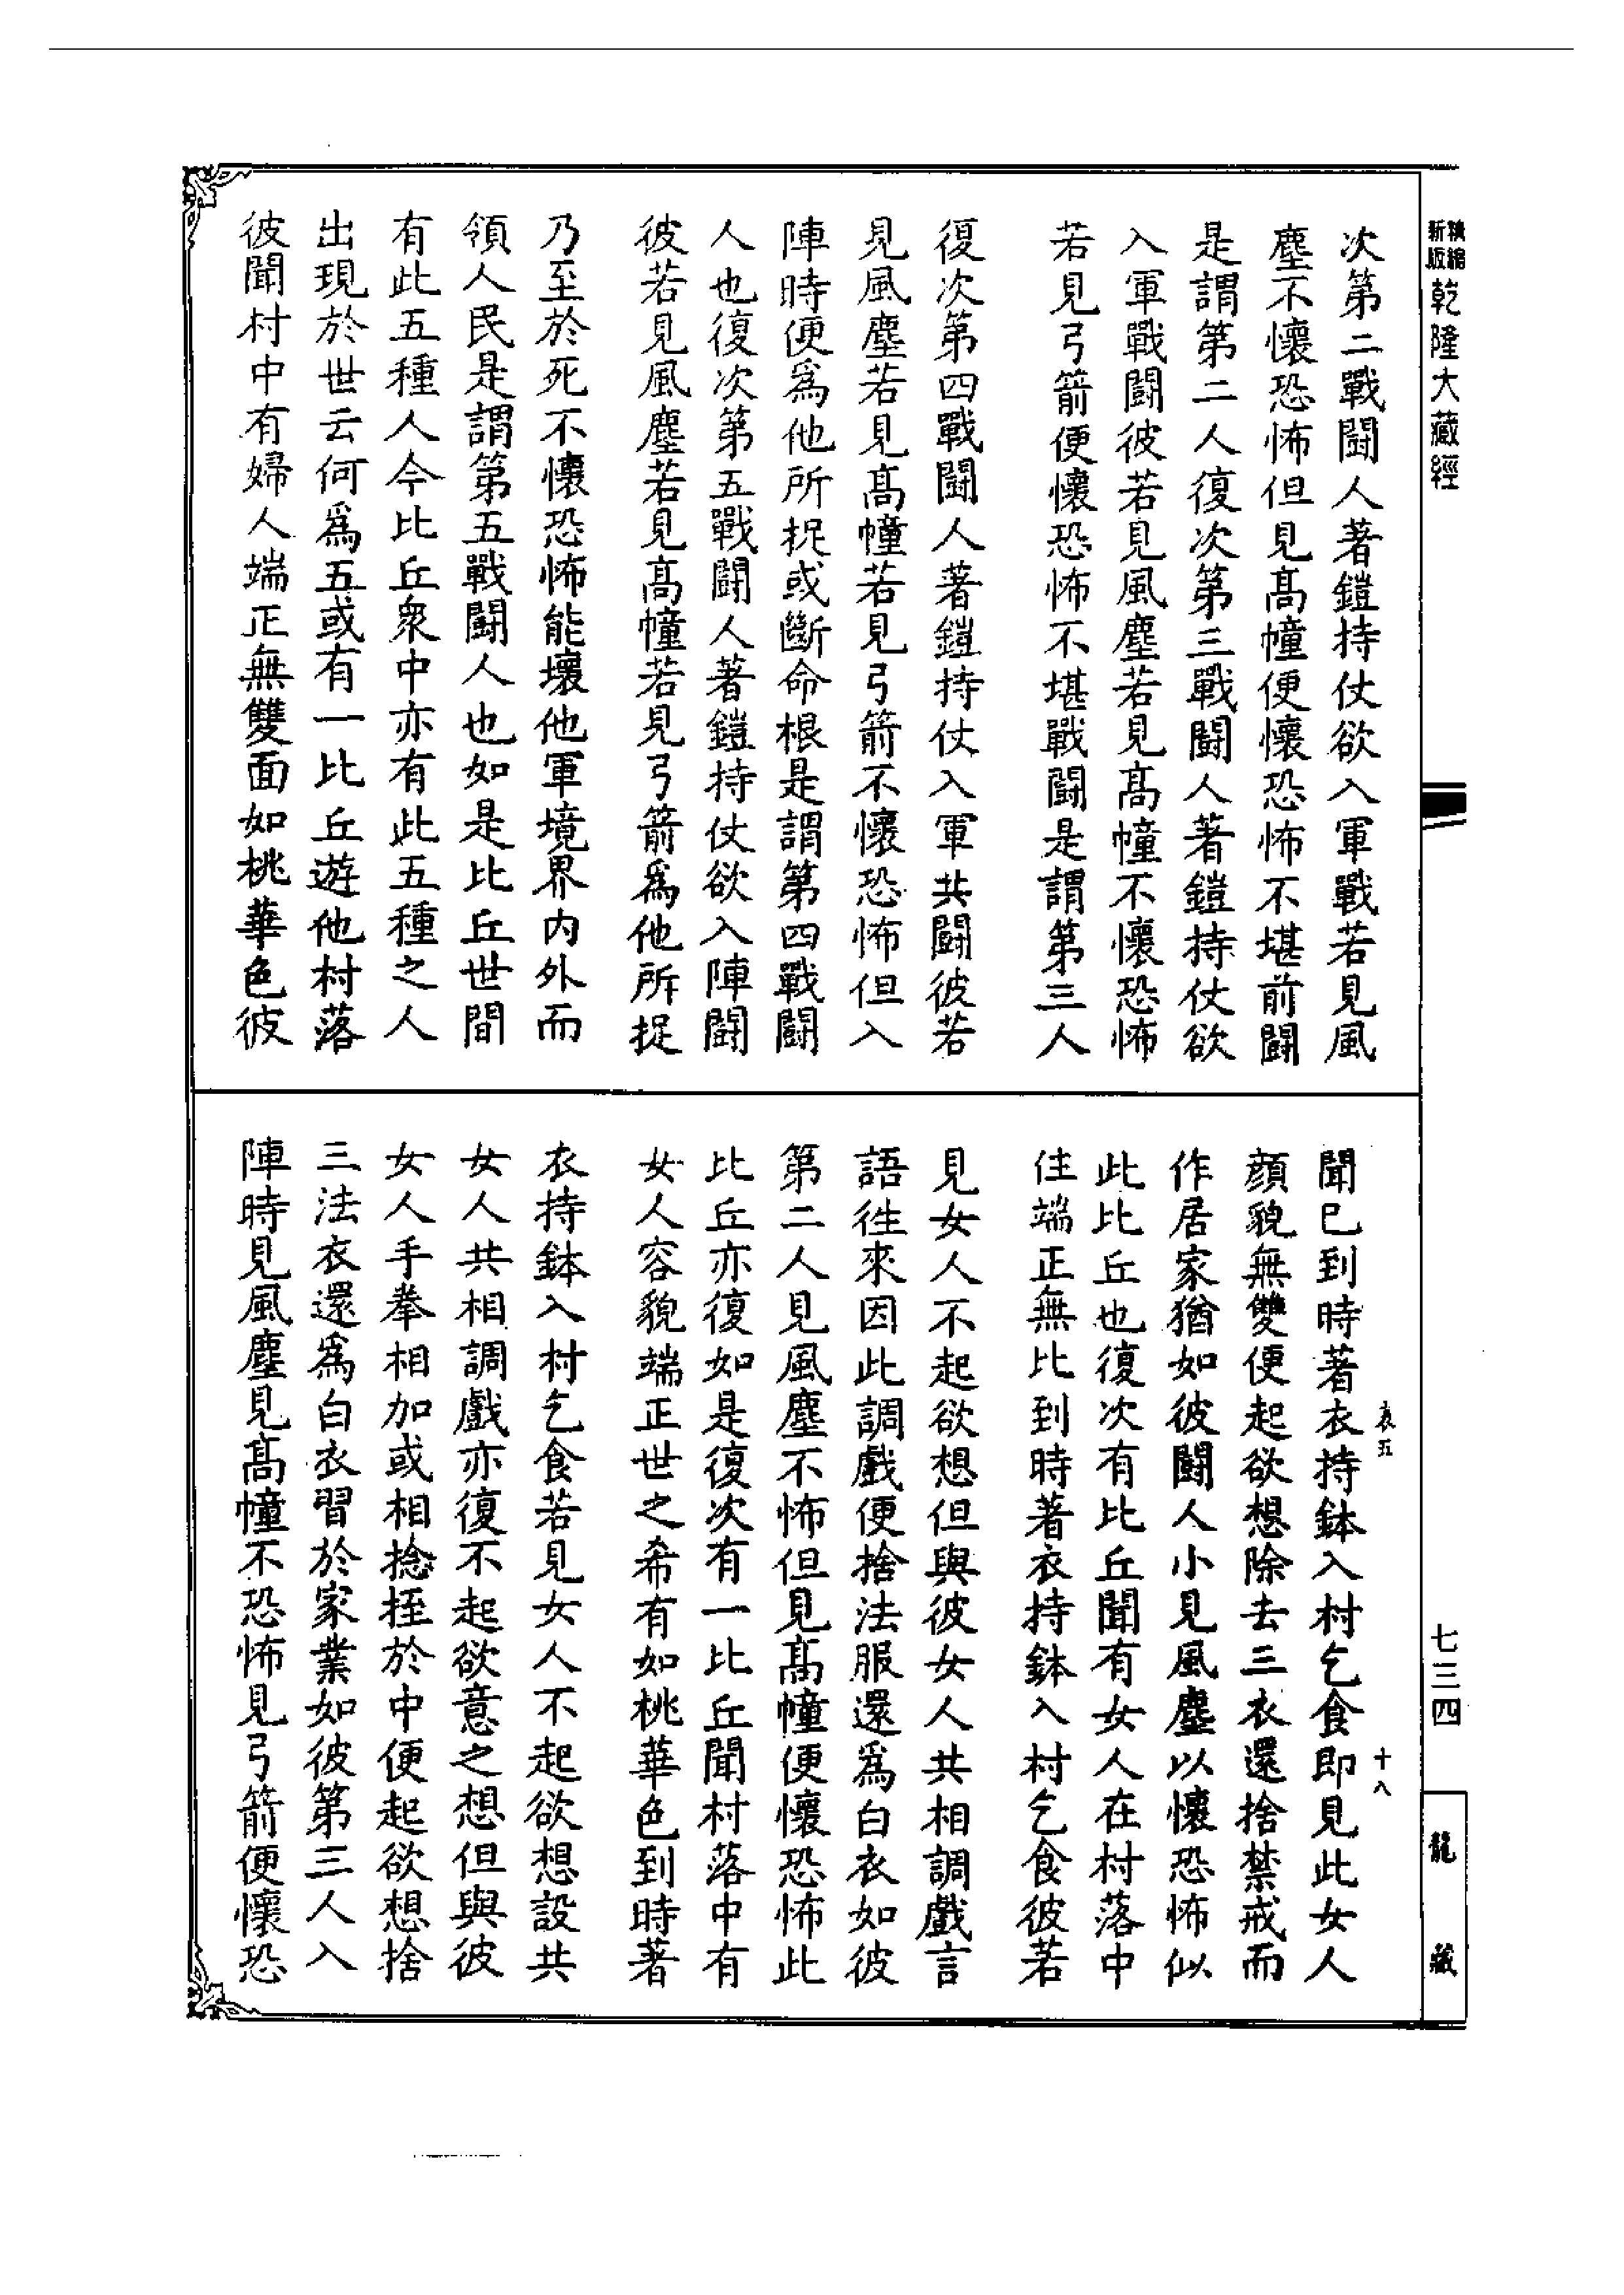 新版精縮乾隆大藏經
次第二戰鬪人著鎧持仗欲入軍戰若見風
塵不懷恐怖但見高幢便懷恐怖不堪前鬪
是謂第二人復次第三戰鬪人著鎧持仗欲
入軍戰鬪彼若見風塵若見高幢不懷恐怖
若見弓箭便懷恐怖不堪戰鬪是謂第三人
復次第四戰鬪人著鎧持仗入軍共鬪彼若
見風塵若見高幢若見弓箭不懷恐怖但入
陣時便為他所捉或斷命根是謂第四戰鬪
人也復次第五戰鬪人著鎧持仗欲入陣鬪
彼若見風塵若見高幢若見弓箭為他所捉
乃至於死不懷恐怖能壞他軍境界內外而
領人民是謂第五戰鬪人也如是比丘世間
有此五種人今比丘衆中亦有此五種之人
出現於世云何為五或有一比丘遊他村落
彼聞村中有婦人端正無雙面如桃華色彼
聞已到時著衣持鉢入村乞食即見此女人
顏貌無雙便起欲想除去三衣還捨禁戒而
作居家猶如彼鬪人小見風塵以懷恐怖似
此比丘也復次有比丘聞有女人在村落中
住端正無比到時著衣持鉢入村乞食彼若
見女人不起欲想但與彼女人共相調戲言
語往來因此調戲便捨法服還為白衣如彼
第二人見風塵不怖但見高幢便懷恐怖此
比丘亦復如是復次有一比丘聞村落中有
女人容貌端正世之希有如桃華色到時著
衣持鉢入村乞食若見女人不起欲想設共
女人共相調戲亦復不起欲意之想但與彼
女人手拳相加或相捻挃於中便起欲想捨
三法衣還為白衣習於家業如彼第三人入
陣時見風塵見高幢不恐怖見弓箭便懷恐
哀五
十八
七三四
龍藏